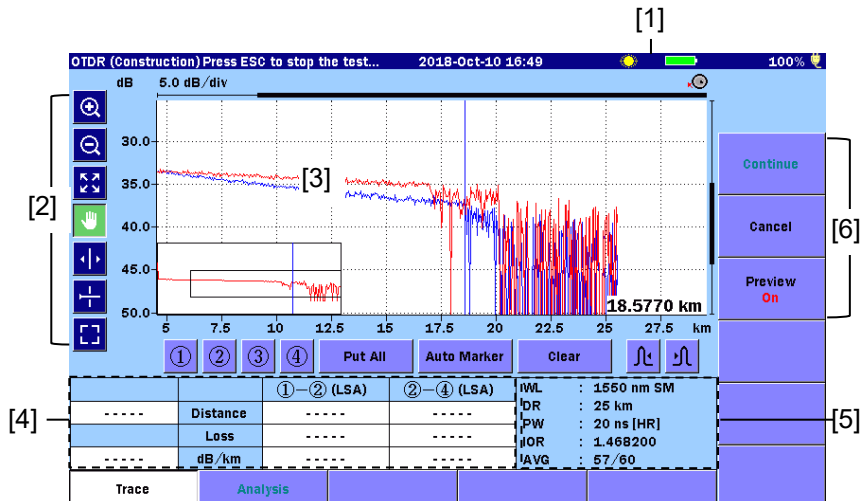 [1]
OTDR (Construction) Press ESC to stop the test... 2018-Oct-10 16:49 100%
dB 5.0 dB/div
[2]
30.0
35.0
40.0
45.0
50.0
[3]
18.5770 km
5 7.5 10 12.5 15 17.5 20 22.5 25 27.5 km
① ② ③ ④ Put All Auto Marker Clear
Continue
Cancel
Preview
On
[6]
[4]
①–② (LSA) ②–④ (LSA)
----- Distance ----- -----
Loss ----- -----
----- dB/km ----- -----
WL : 1550 nm SM
DR : 25 km
PW : 20 ns [HR]
IOR : 1.468200
AVG : 57/60
[5]
Trace Analysis